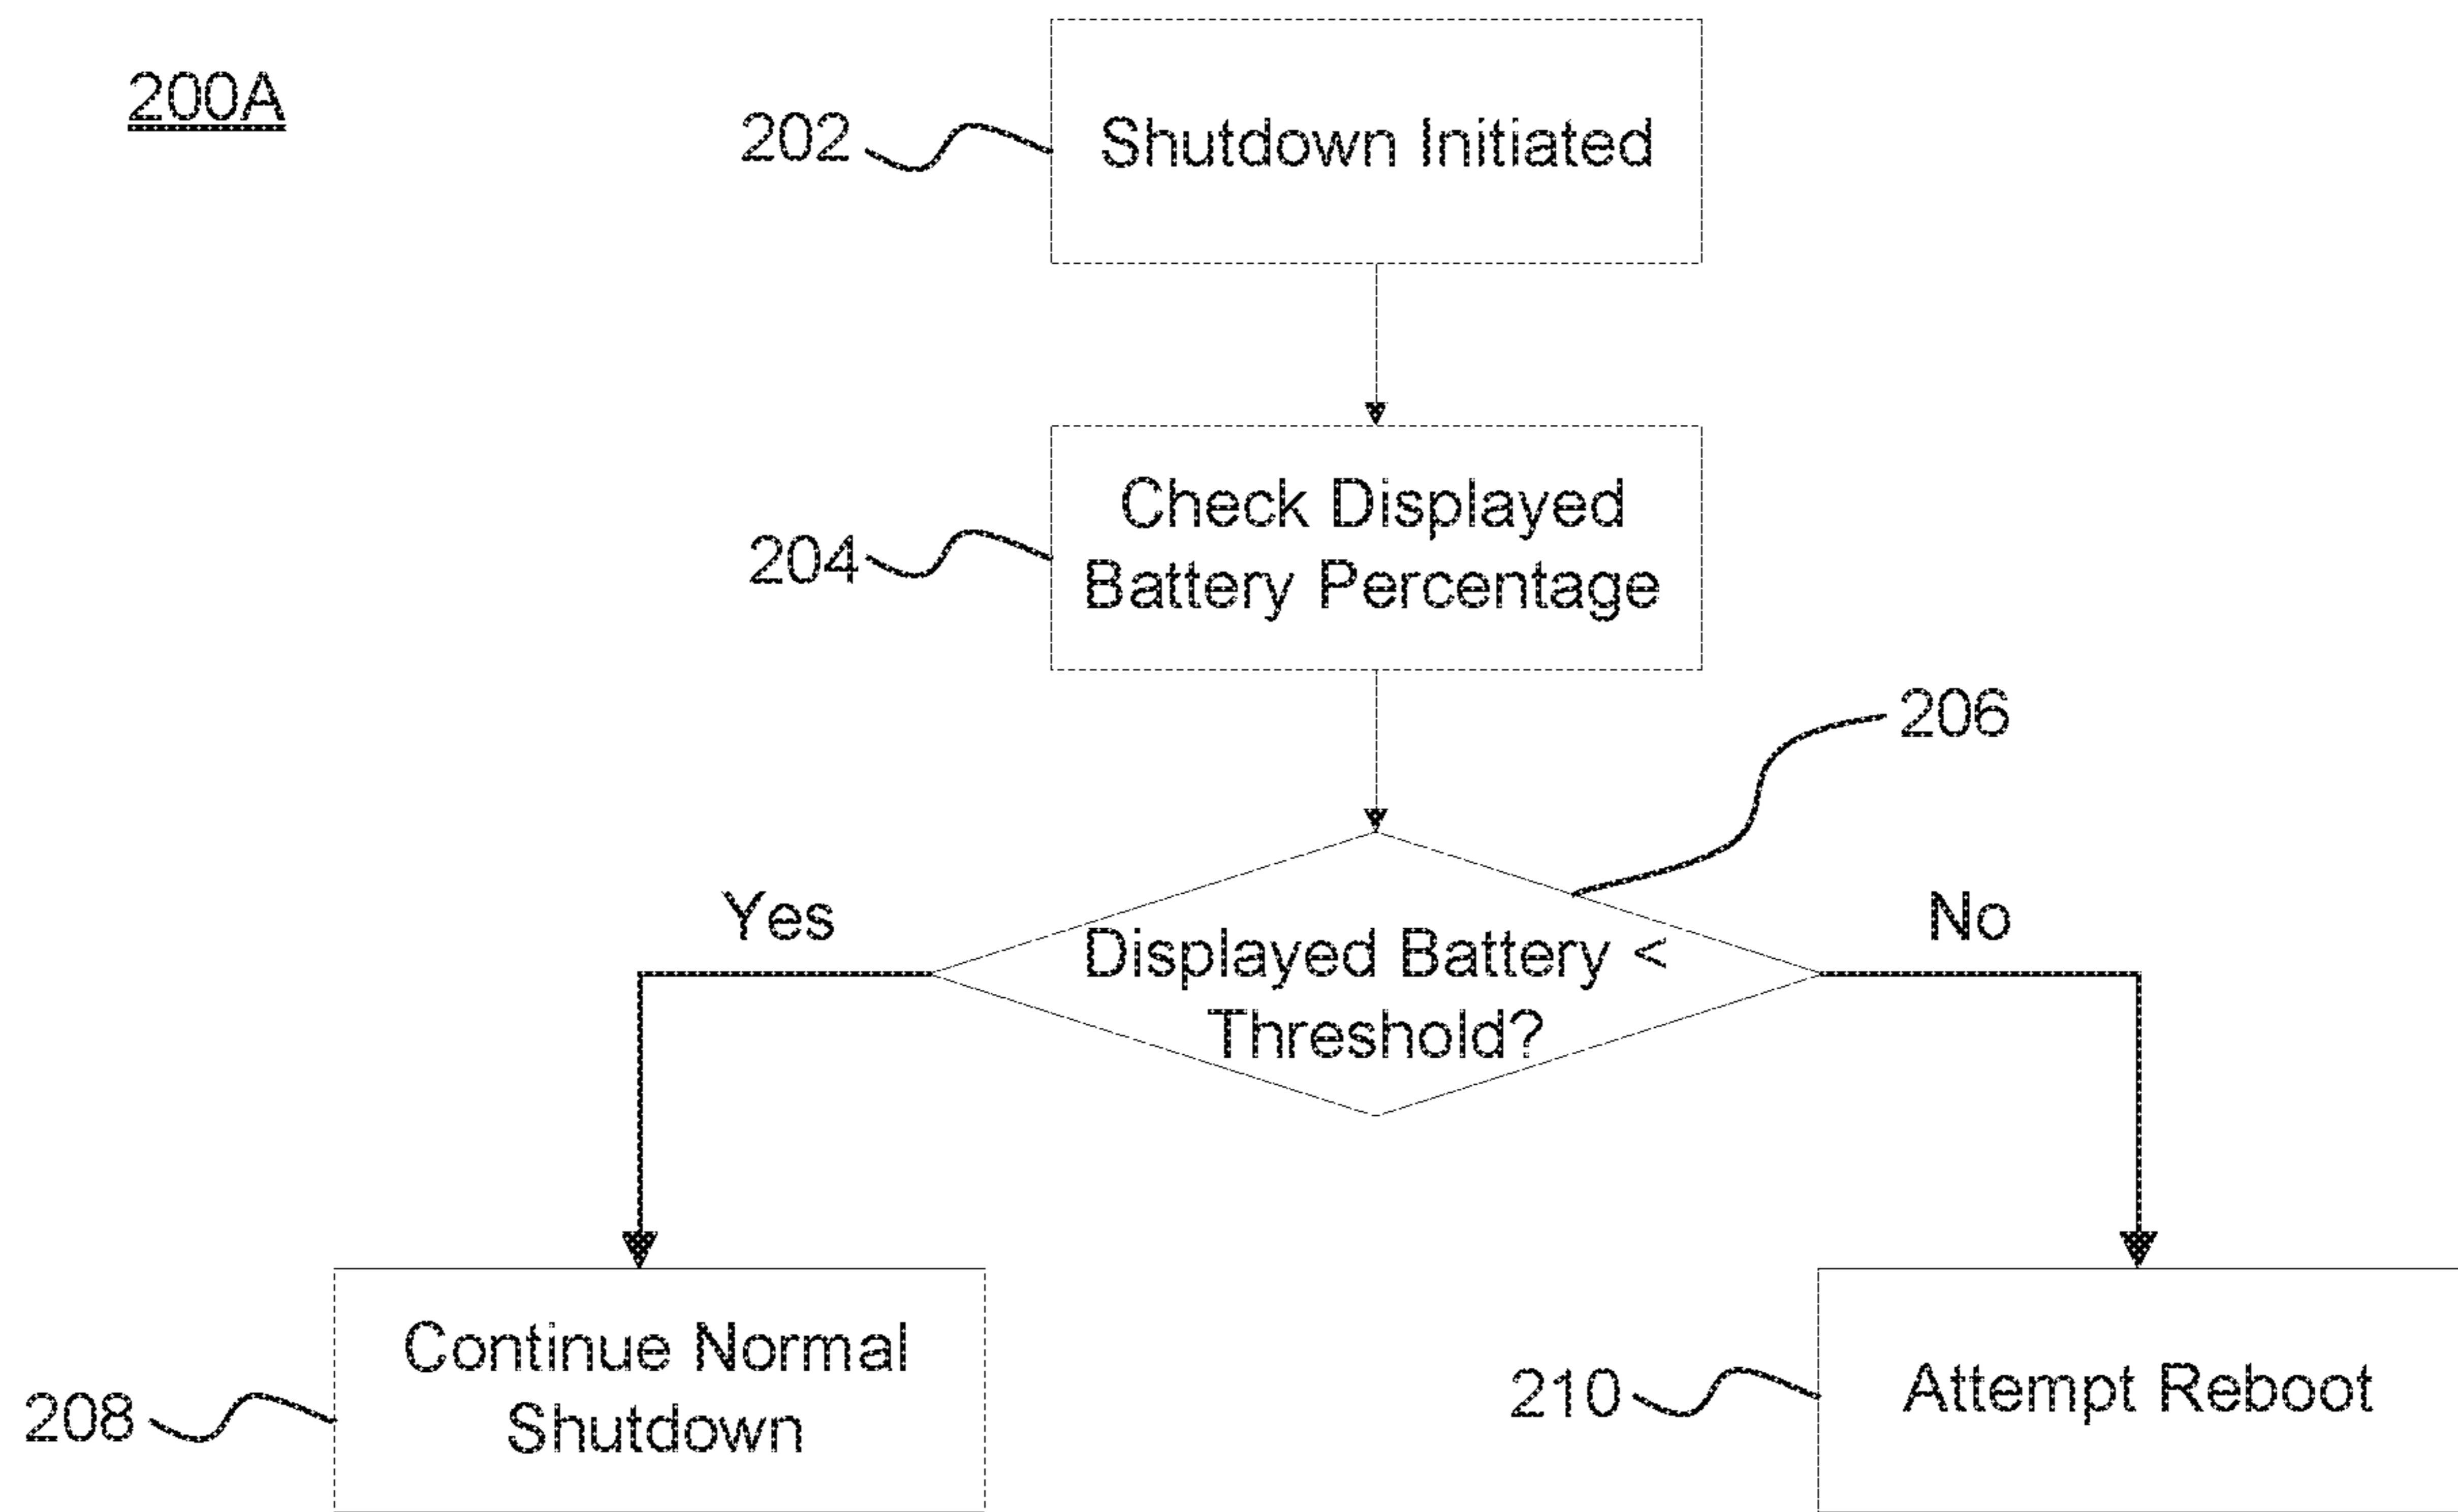 200A
202
Shutdown Initiated
204
Check Displayed
Battery Percentage
206
Yes
No
Displayed Battery <
Threshold?
208
Continue Normal
Shutdown
210
Attempt Reboot